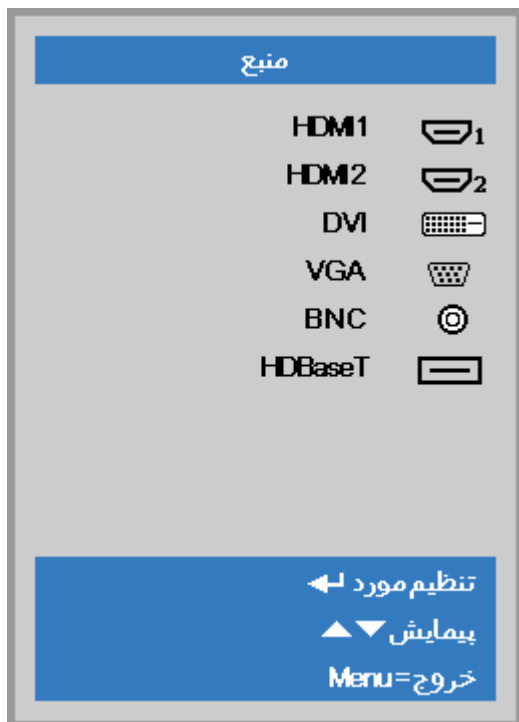 منبع
HDMI1
HDMI2
DVI
VGA
BNC
HDBaseT
تنظیم مورد
پیمایش
خروج=Menu